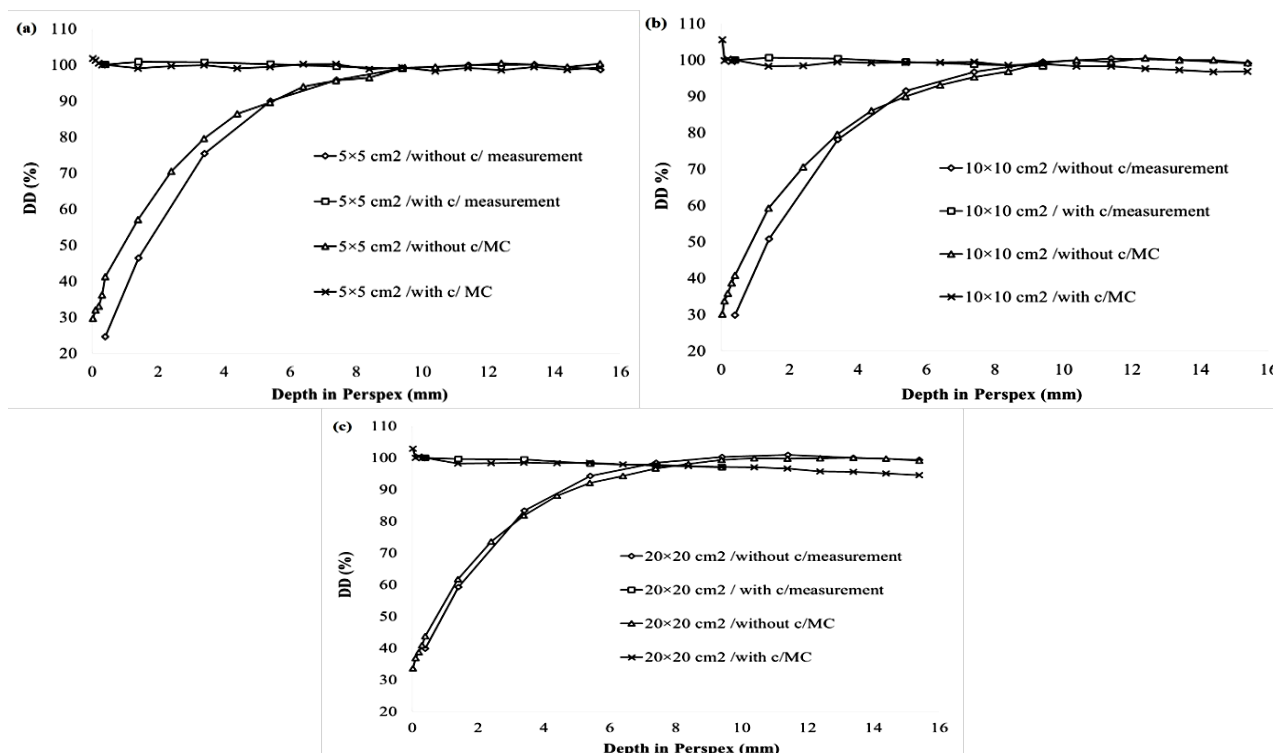 (a)
110
100
90
80
70
60
50
40
30
20
DD (%)
5×5 cm2 /without c/ measurement
5×5 cm2 /with c/ measurement
5×5 cm2 /without c/MC
5×5 cm2 /with c/ MC
0 2 4 6 8 10 12 14 16
Depth in Perspex (mm)
(b)
110
100
90
80
70
60
50
40
30
20
DD %)
10×10 cm2 /without c/measurement
10×10 cm2 / with c/measurement
10×10 cm2 /without c/MC
10×10 cm2 /with c/MC
0 2 4 6 8 10 12 14 16
Depth in Perspex (mm)
(c)
110
100
90
80
70
60
50
40
30
20
DD (%)
20×20 cm2 /without c/measurement
20×20 cm2 / with c/measurement
20×20 cm2 /without c/MC
20×20 cm2 /with c/MC
0 2 4 6 8 10 12 14 16
Depth in Perspex (mm)